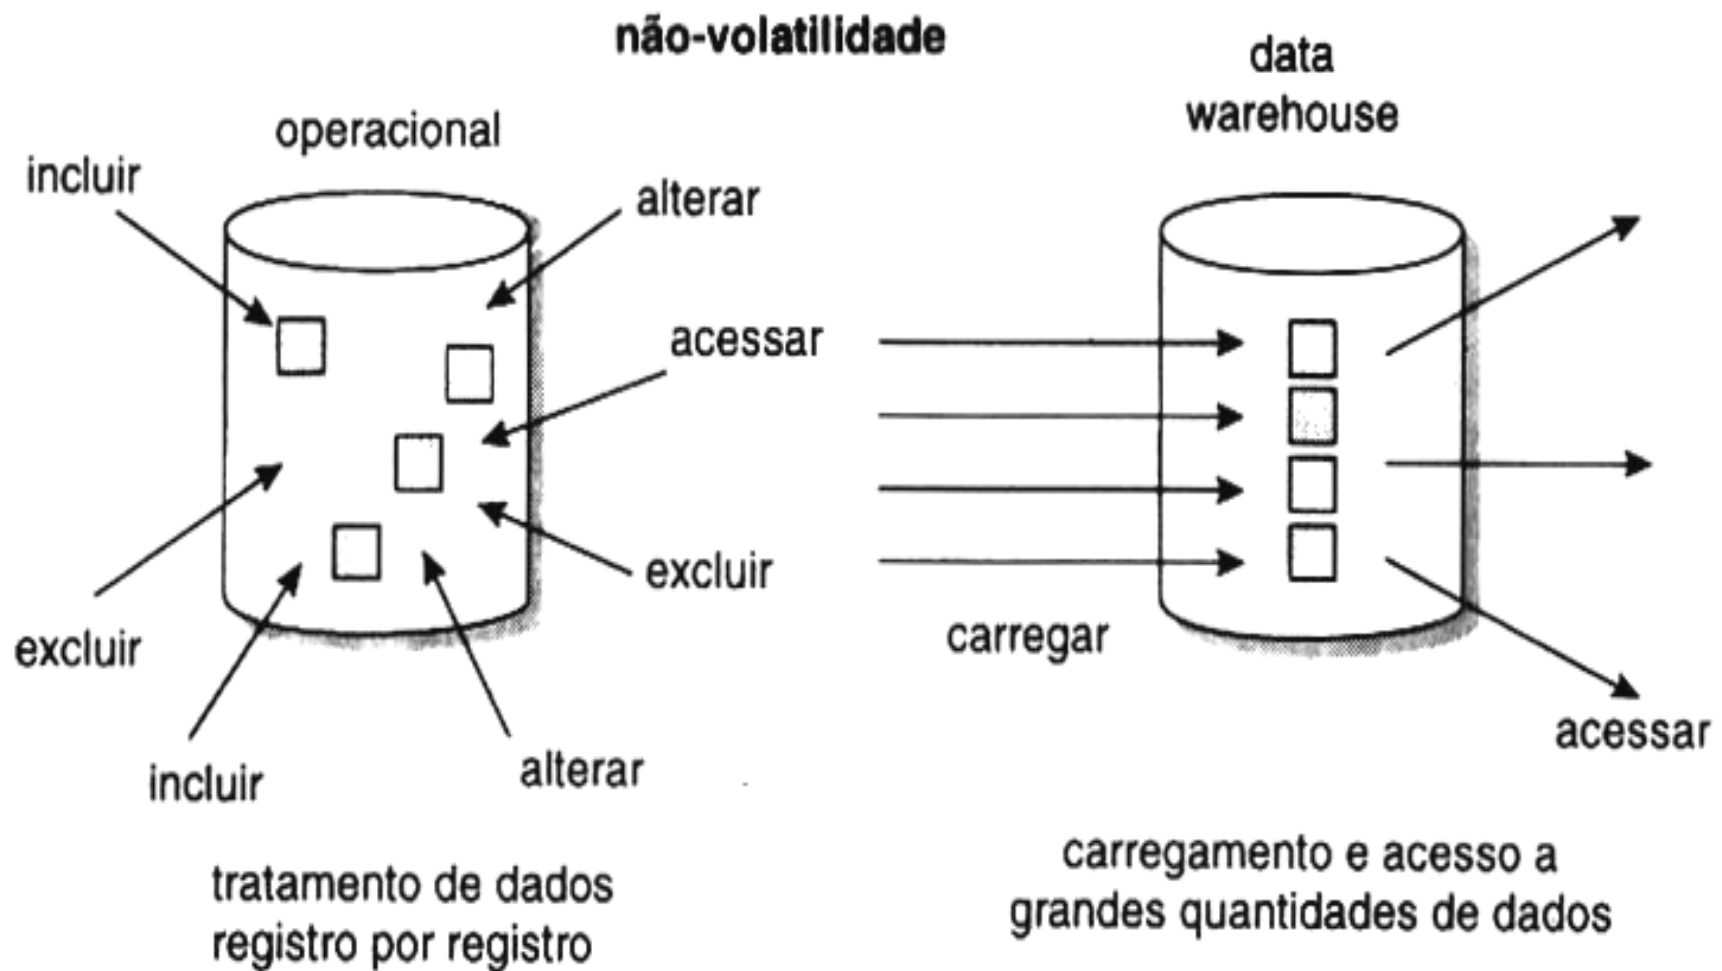 não-volatilidade
operacional
incluir
alterar
acessar
excluir
excluir
incluir
alterar
tratamento de dados
registro por registro
data
warehouse
carregar
acessar
carregamento e acesso a
grandes quantidades de dados